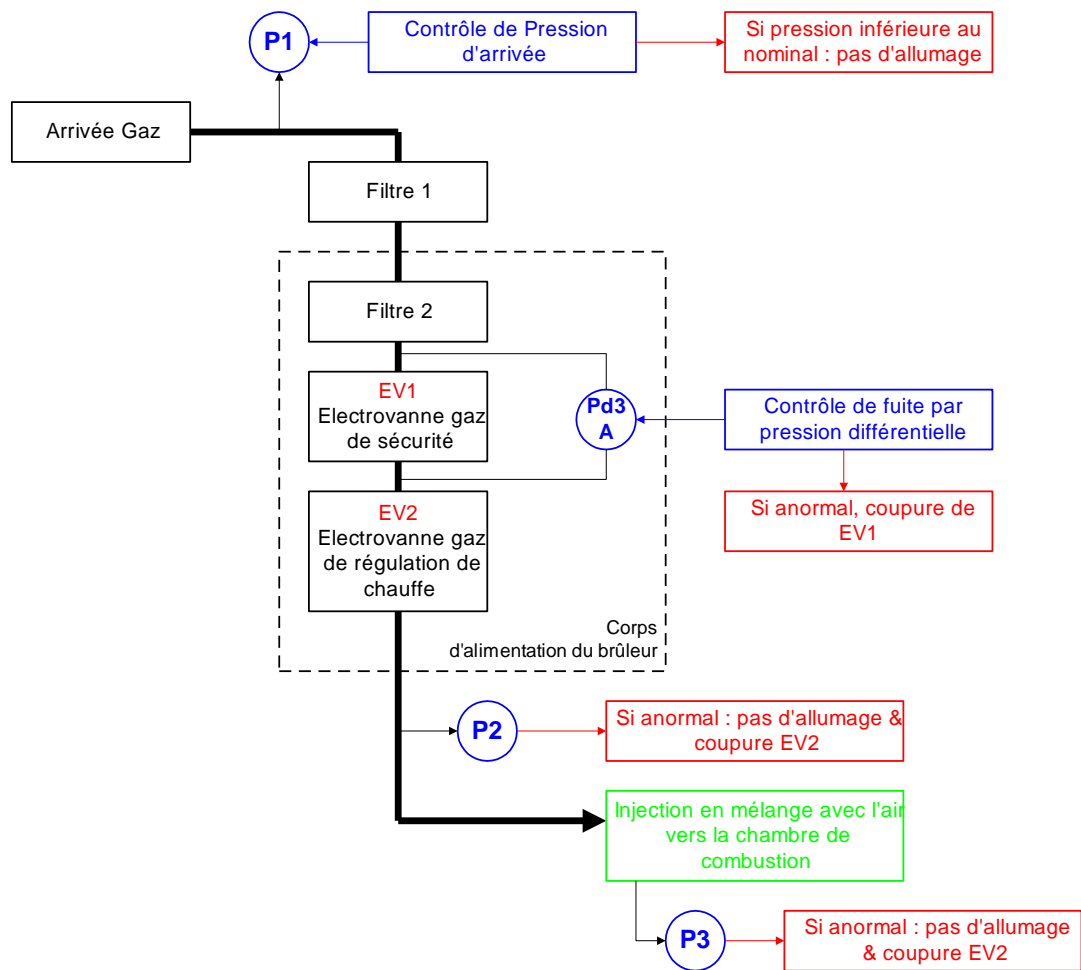 P1
Contrôle de Pression
d'arrivée
Si pression inférieure au
nominal : pas d'allumage
Arrivée Gaz
Filtre 1
Filtre 2
EV1
Electrovanne gaz
de sécurité
Pd3
A
Contrôle de fuite par
pression différentielle
Si anormal, coupure de
EV1
EV2
Electrovanne gaz
de régulation de
chauffe
Corps
d'alimentation du brûleur
P2
Si anormal : pas d'allumage &
coupure EV2
Injection en mélange avec l'air
vers la chambre de
combustion
P3
Si anormal : pas d'allumage
& coupure EV2